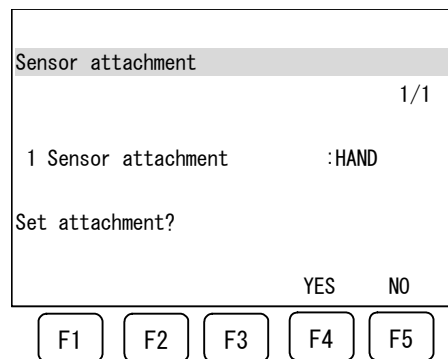 Sensor attachment
1/1
1 Sensor attachment :HAND
Set attachment?
YES NO
F1 F2 F3 F4 F5